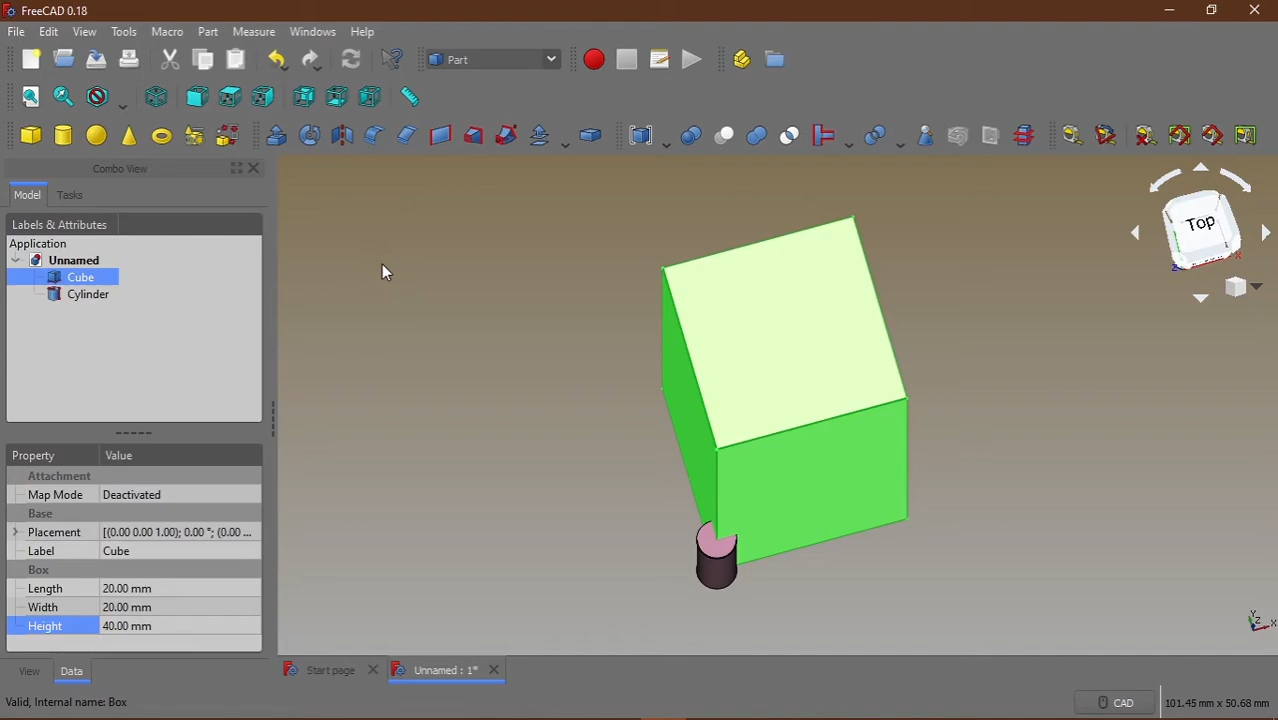 FreeCAD 0.18
File Edit View Tools Macro Part Measure Windows Help
Part
Combo View
Model Tasks
Labels & Attributes
Application
Unnamed
Cube
Cylinder
Top
Z X
Property Value
Attachment
Map Mode Deactivated
Base
Placement [(0.00 0.00 1.00); 0.00 °; (0.00 ...
Label Cube
Box
Length 20.00 mm
Width 20.00 mm
Height 40.00 mm
Y
Z
X
View Data
Start page Unnamed : 1*
Valid, Internal name: Box
CAD 101.45 mm x 50.68 mm